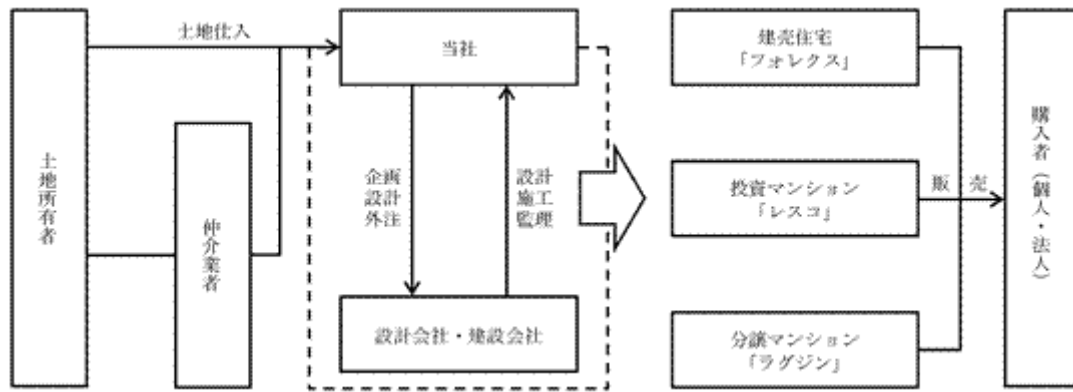 土地所有者
土地仕入
仲介業者
当社
企画
設計
外注
設計
施工
監理
設計会社・建設会社
建売住宅
「フォレクス」
投資マンション
「レスコ」
分譲マンション
「ラグジン」
販売
購入者(個人・法人)